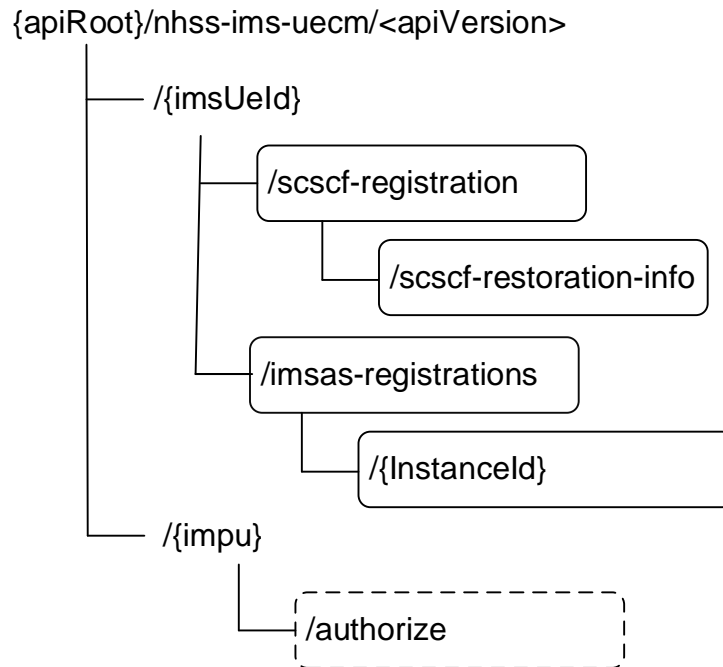 {apiRoot}/nhss-ims-uecm/<apiVersion>
/{imsUeId}
/scscf-registration
/scscf-restoration-info
/imsas-registrations
/{InstanceId}
/{impu}
/authorize